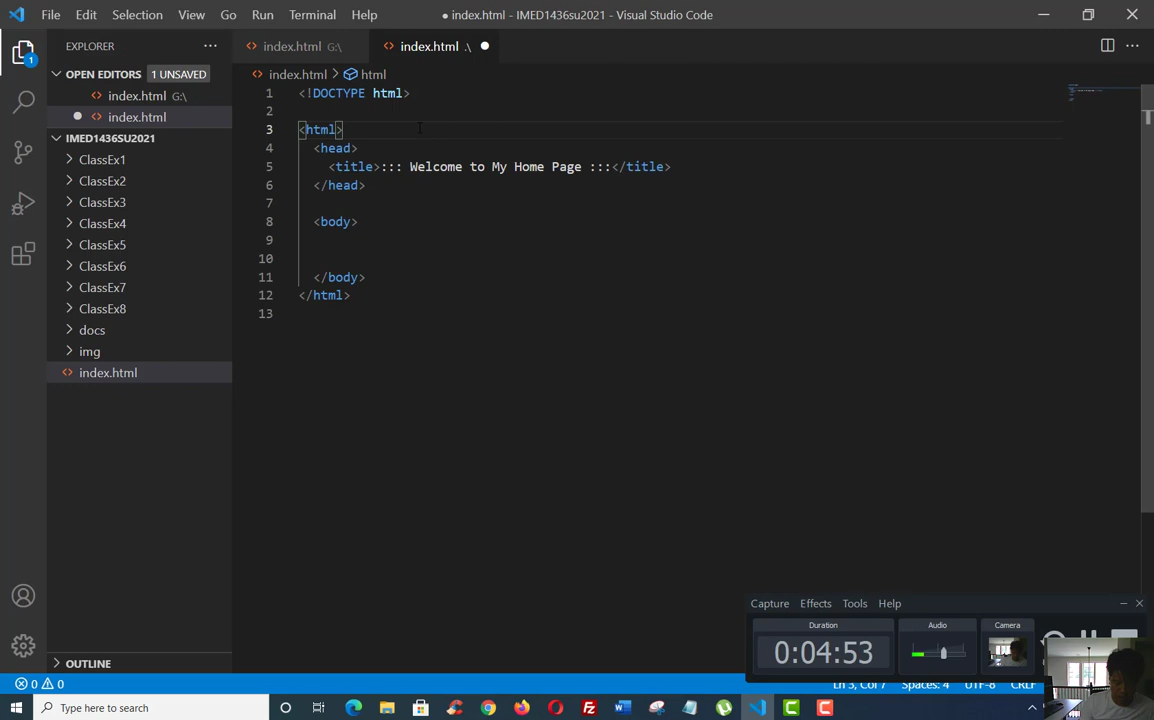 File Edit Selection View Go Run Terminal Help
● index.html - IMED1436su2021 - Visual Studio Code
EXPLORER
index.html G:\
index.html .\
OPEN EDITORS 1 UNSAVED
index.html > html
index.html G:\
index.html
IMED1436SU2021
ClassEx1
ClassEx2
ClassEx3
ClassEx4
ClassEx5
ClassEx6
ClassEx7
ClassEx8
docs
img
index.html
OUTLINE
1 <!DOCTYPE html>
2
3 <html>
4 <head>
5 <title>::: Welcome to My Home Page :::</title>
6 </head>
7
8 <body>
9
10
11 </body>
12 </html>
13
1
Capture Effects Tools Help
Duration Audio Camera
0:04:53
0 0
Ln 3, Col 7 Spaces: 4 UTF-8 CRLF
Type here to search